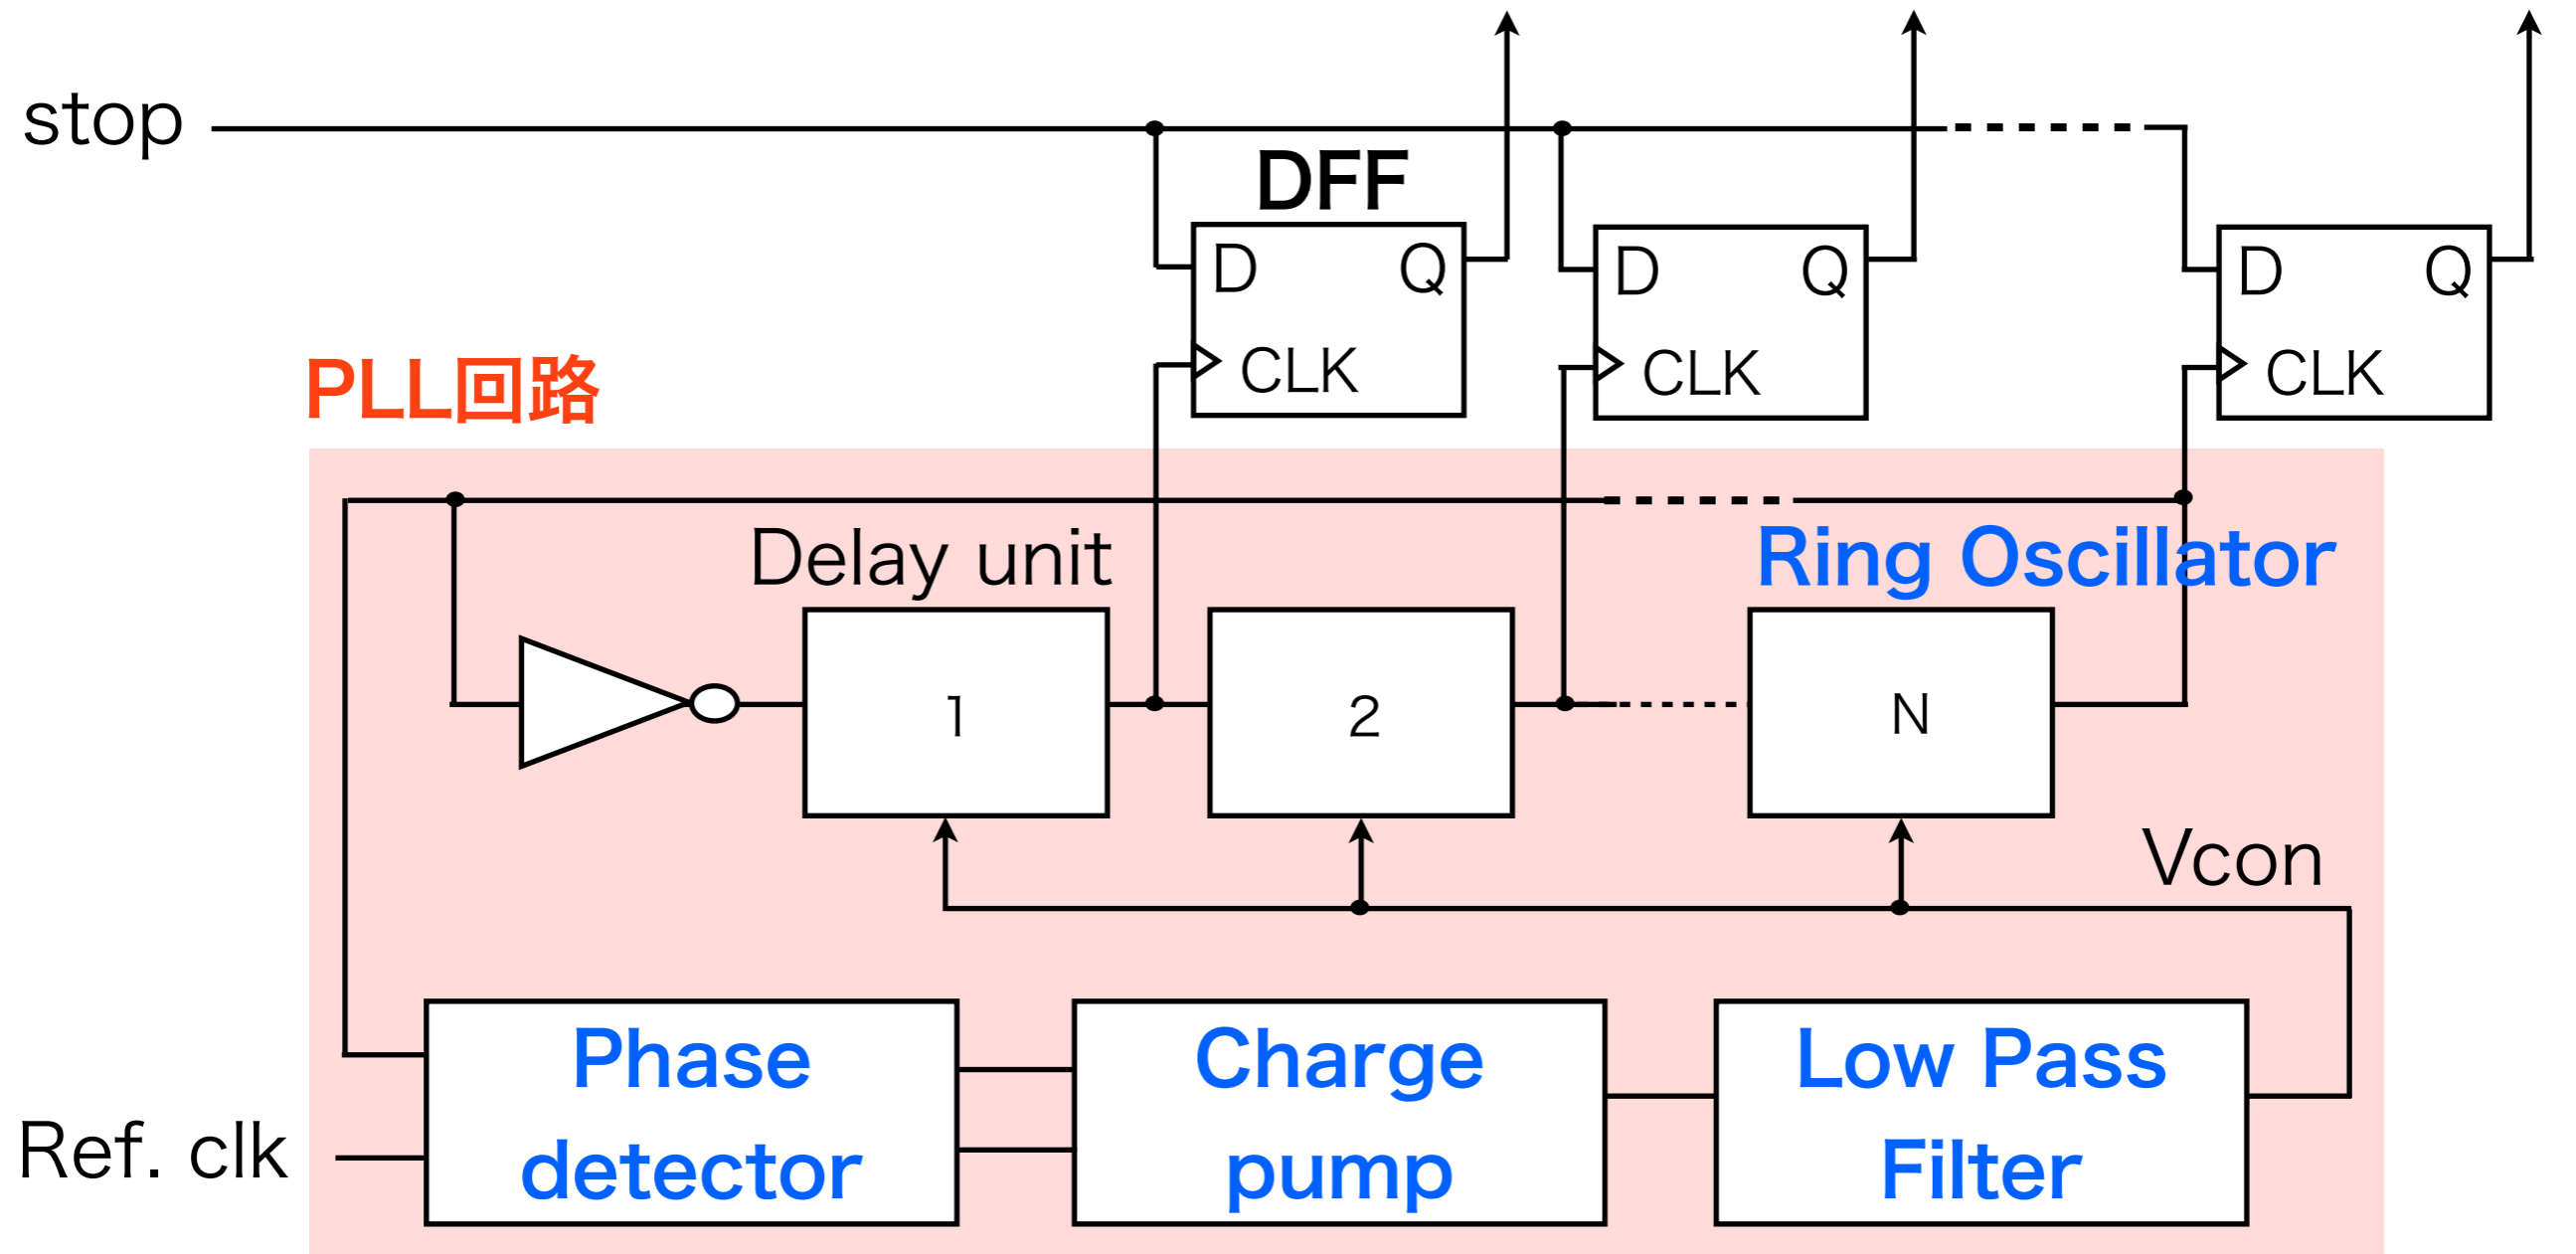 stop
DFF
D Q
CLK
D Q
CLK
D Q
CLK
PLL回路
Delay unit
Ring Oscillator
1
2
N
Vcon
Phase
detector
Charge
pump
Low Pass
Filter
Ref. clk